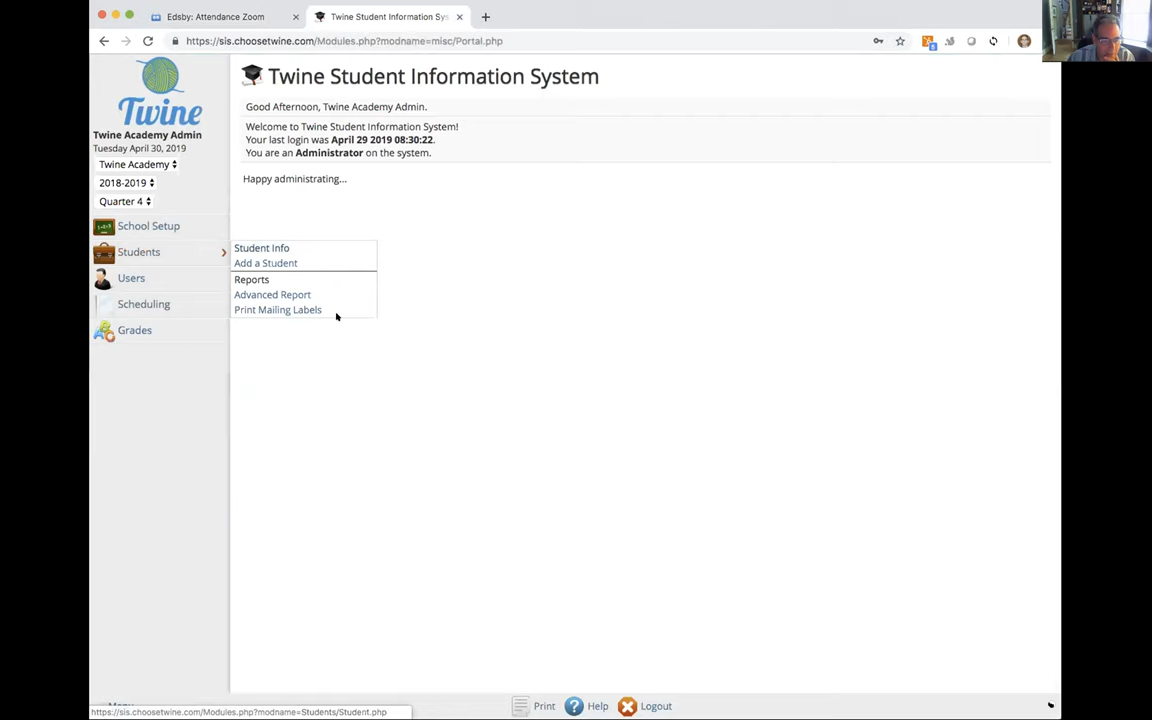 Edsby: Attendance Zoom
Twine Student Information Sys
https://sis.choosetwine.com/Modules.php?modname=misc/Portal.php
5
Twine
Twine Academy Admin
Tuesday April 30, 2019
Twine Academy
2018-2019
Quarter 4
School Setup
Students
Users
Scheduling
Grades
Twine Student Information System
Good Afternoon, Twine Academy Admin.
Welcome to Twine Student Information System!
Your last login was April 29 2019 08:30:22.
You are an Administrator on the system.
Happy administrating...
Student Info
Add a Student
Reports
Advanced Report
Print Mailing Labels
Print
Help
Logout
https://sis.choosetwine.com/Modules.php?modname=Students/Student.php